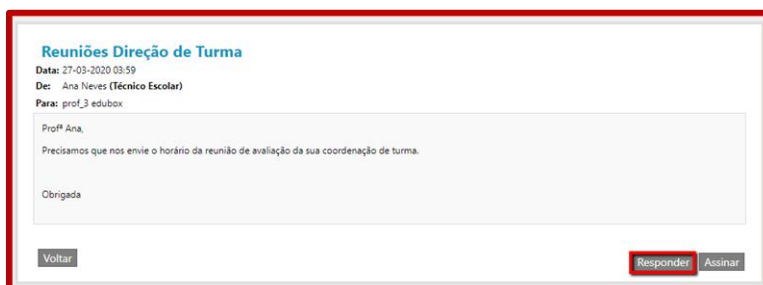 Reuniões Direção de Turma
Data: 27-03-2020 03:59
De: Ana Neves (Técnico Escolar)
Para: prof_3 edubox
Profª Ana,
Precisamos que nos envie o horário da reunião de avaliação da sua coordenação de turma.
Obrigada
Voltar
Responder Assinar